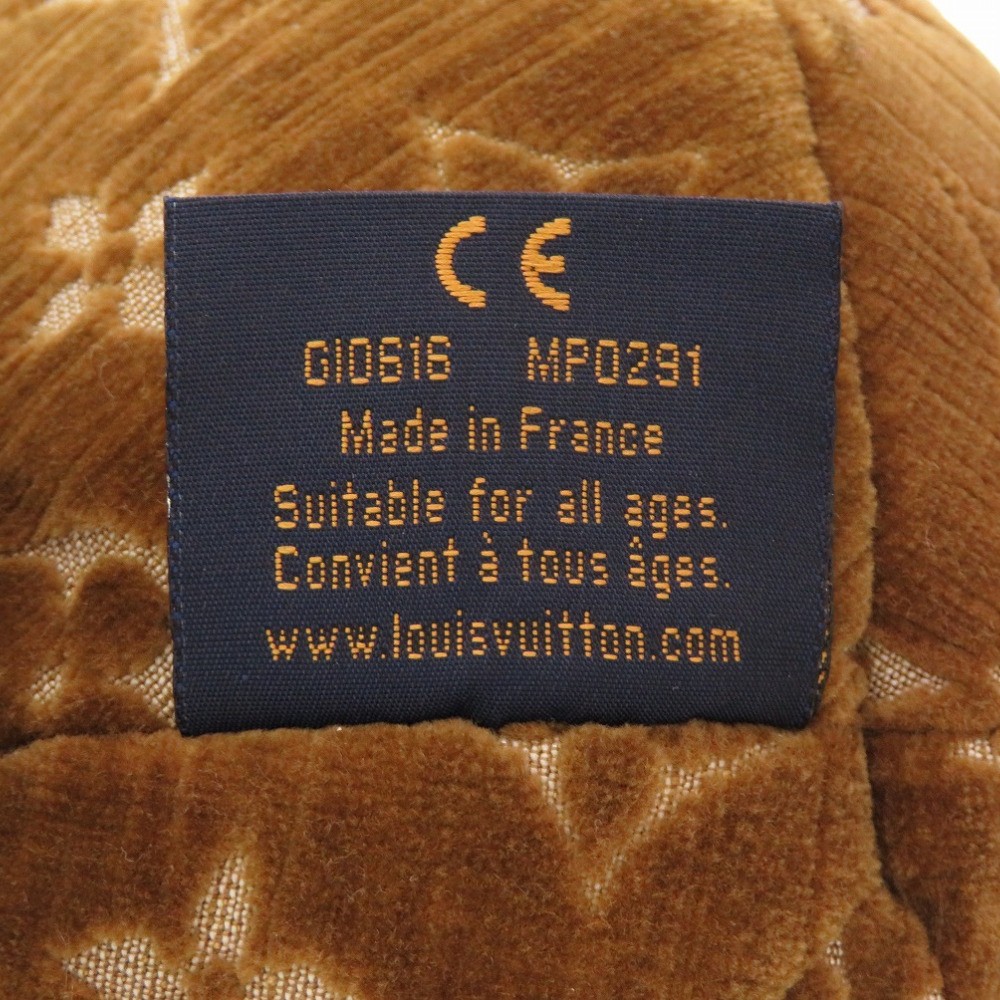 CE
GI0616 MP0291
Made in France
Suitable for all ages.
Convient à tous âges.
www.louisvuitton.com